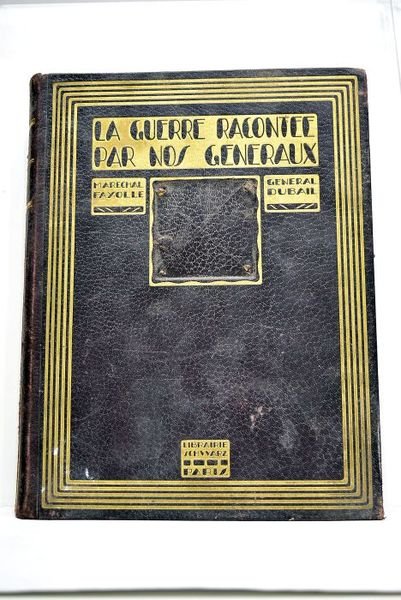 LA GUERRE RACONTEE
PAR NOS GENERAUX
MARECHAL
FAYOLLE
GENERAL
DUBAIL
LIBRAIRIE
SCHWARZ
PARIS